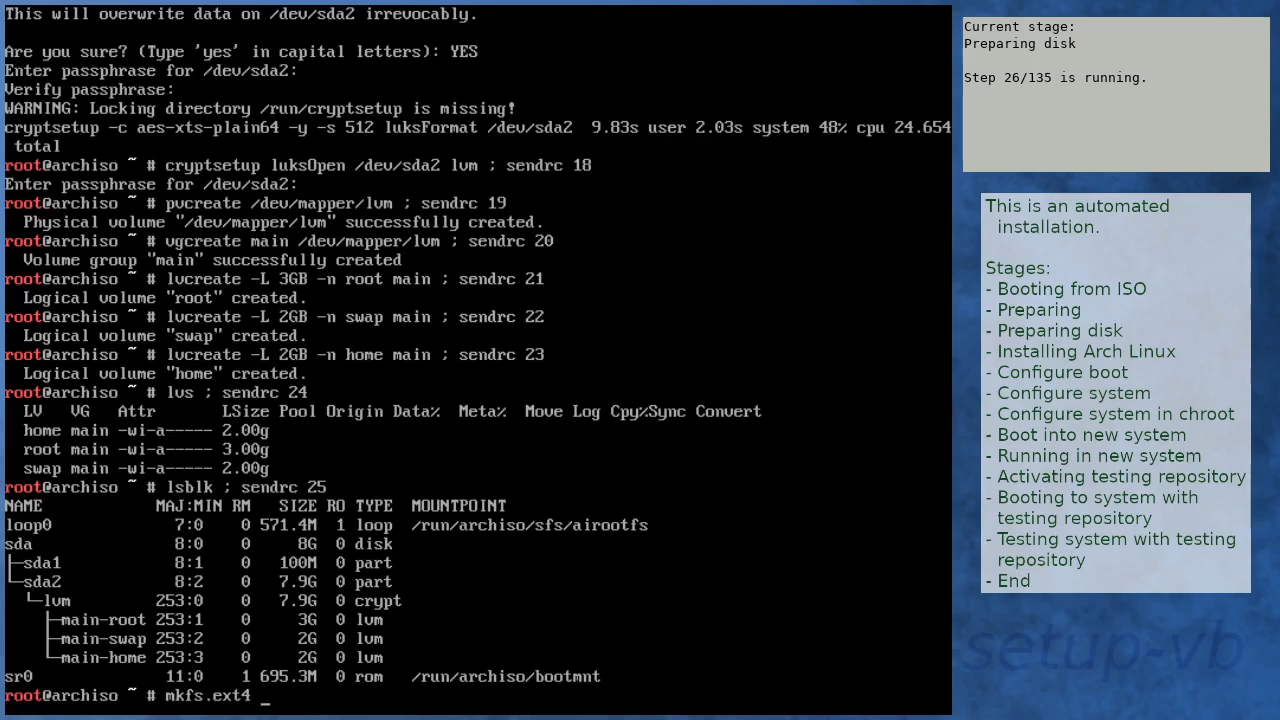 This will overwrite data on /dev/sda2 irrevocably.
Are you sure? (Type 'yes' in capital letters): YES
Enter passphrase for /dev/sda2:
Verify passphrase:
WARNING: Locking directory /run/cryptsetup is missing!
cryptsetup -c aes-xts-plain64 -y -s 512 luksFormat /dev/sda2  9.83s user 2.03s system 48% cpu 24.654
 total
root@archiso ~ # cryptsetup luksOpen /dev/sda2 lvm ; sendrc 18
Enter passphrase for /dev/sda2:
root@archiso ~ # pvcreate /dev/mapper/lvm ; sendrc 19
  Physical volume "/dev/mapper/lvm" successfully created.
root@archiso ~ # vgcreate main /dev/mapper/lvm ; sendrc 20
  Volume group "main" successfully created
root@archiso ~ # lvcreate -L 3GB -n root main ; sendrc 21
  Logical volume "root" created.
root@archiso ~ # lvcreate -L 2GB -n swap main ; sendrc 22
  Logical volume "swap" created.
root@archiso ~ # lvcreate -L 2GB -n home main ; sendrc 23
  Logical volume "home" created.
root@archiso ~ # lvs ; sendrc 24
  LV   VG   Attr       LSize Pool Origin Data%  Meta%  Move Log Cpy%Sync Convert
  home main -wi-a----- 2.00g
  root main -wi-a----- 3.00g
  swap main -wi-a----- 2.00g
root@archiso ~ # lsblk ; sendrc 25
NAME            MAJ:MIN RM   SIZE RO TYPE  MOUNTPOINT
loop0             7:0    0 571.4M  1 loop  /run/archiso/sfs/airootfs
sda               8:0    0     8G  0 disk
├─sda1            8:1    0   100M  0 part
└─sda2            8:2    0   7.9G  0 part
  └─lvm         253:0    0   7.9G  0 crypt
    ├─main-root 253:1    0     3G  0 lvm
    ├─main-swap 253:2    0     2G  0 lvm
    └─main-home 253:3    0     2G  0 lvm
sr0              11:0    1 695.3M  0 rom   /run/archiso/bootmnt
root@archiso ~ # mkfs.ext4 _
Current stage:
Preparing disk
Step 26/135 is running.
This is an automated
installation.
Stages:
- Booting from ISO
- Preparing
- Preparing disk
- Installing Arch Linux
- Configure boot
- Configure system
- Configure system in chroot
- Boot into new system
- Running in new system
- Activating testing repository
- Booting to system with
testing repository
- Testing system with testing
repository
- End
setup-vb